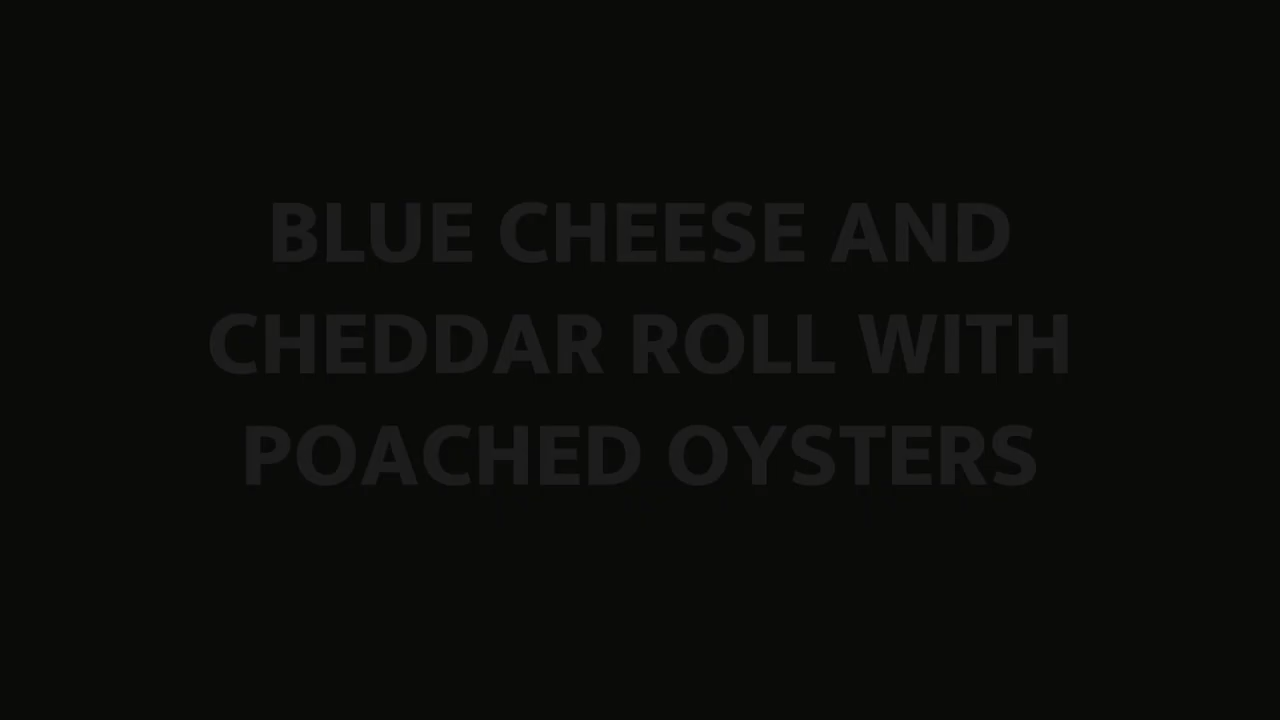 BLUE CHEESE AND
CHEDDAR ROLL WITH
POACHED OYSTERS